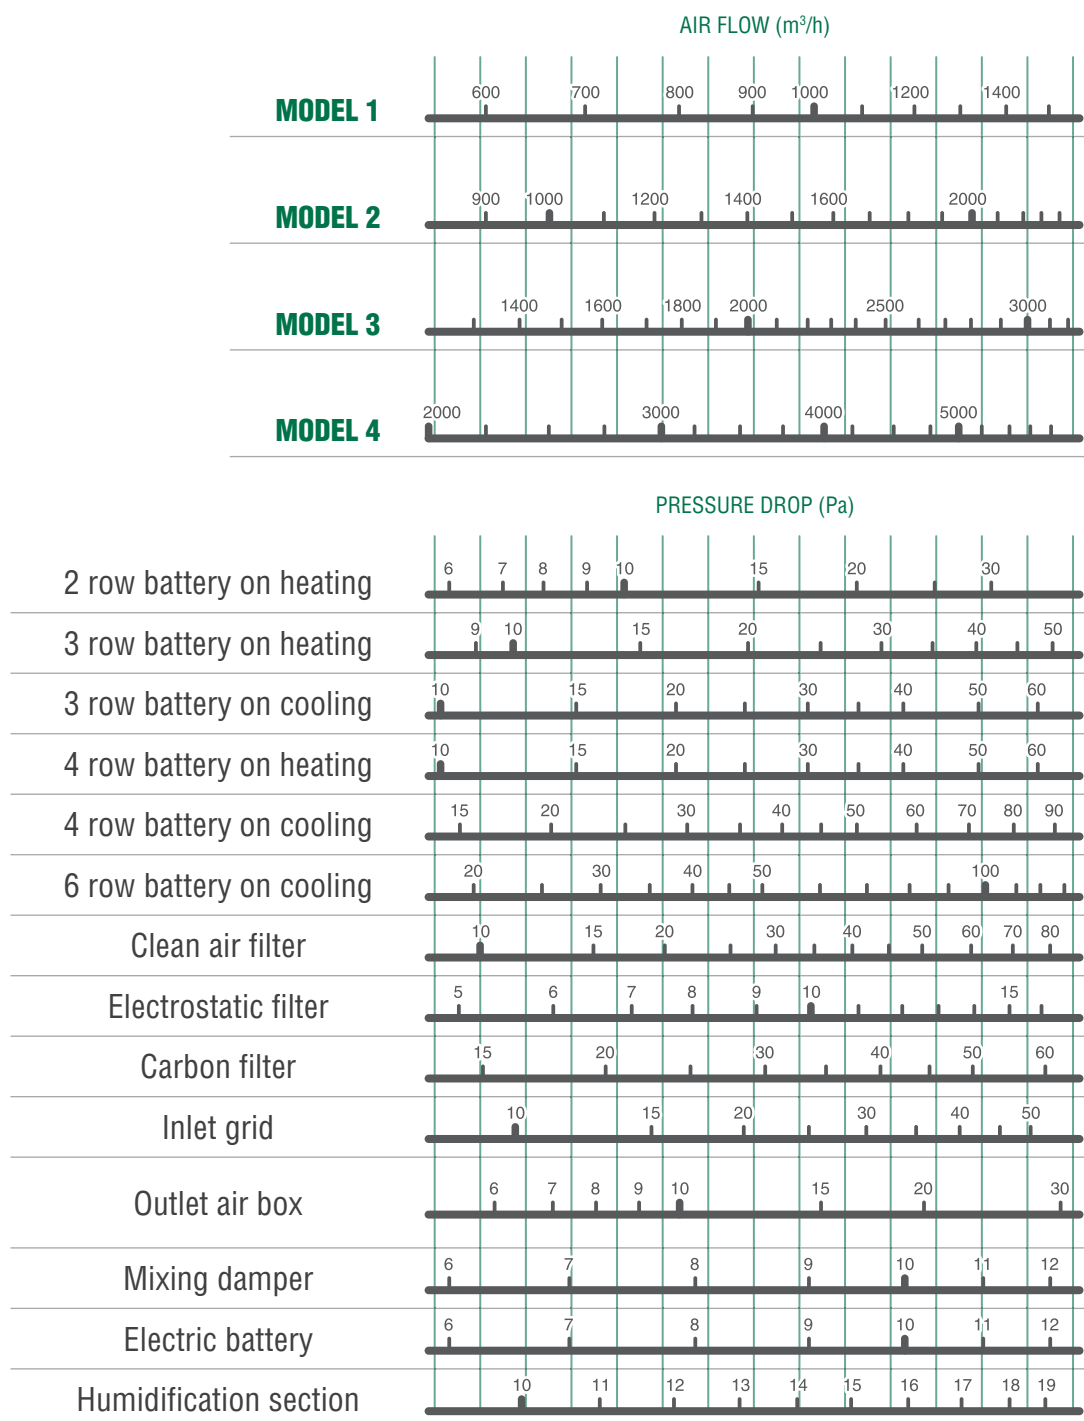 AIR FLOW (m³/h)
600 700 800 900 1000 1200 1400
MODEL 1
900 1000 1200 1400 1600 2000
MODEL 2
1400 1600 1800 2000 2500 3000
MODEL 3
2000 3000 4000 5000
MODEL 4
PRESSURE DROP (Pa)
6 7 8 9 10 15 20 30
2 row battery on heating
9 10 15 20 30 40 50
3 row battery on heating
10 15 20 30 40 50 60
3 row battery on cooling
10 15 20 30 40 50 60
4 row battery on heating
15 20 30 40 50 60 70 80 90
4 row battery on cooling
20 30 40 50 100
6 row battery on cooling
10 15 20 30 40 50 60 70 80
Clean air filter
5 6 7 8 9 10 15
Electrostatic filter
15 20 30 40 50 60
Carbon filter
10 15 20 30 40 50
Inlet grid
6 7 8 9 10 15 20 30
Outlet air box
6 7 8 9 10 11 12
Mixing damper
6 7 8 9 10 11 12
Electric battery
10 11 12 13 14 15 16 17 18 19
Humidification section